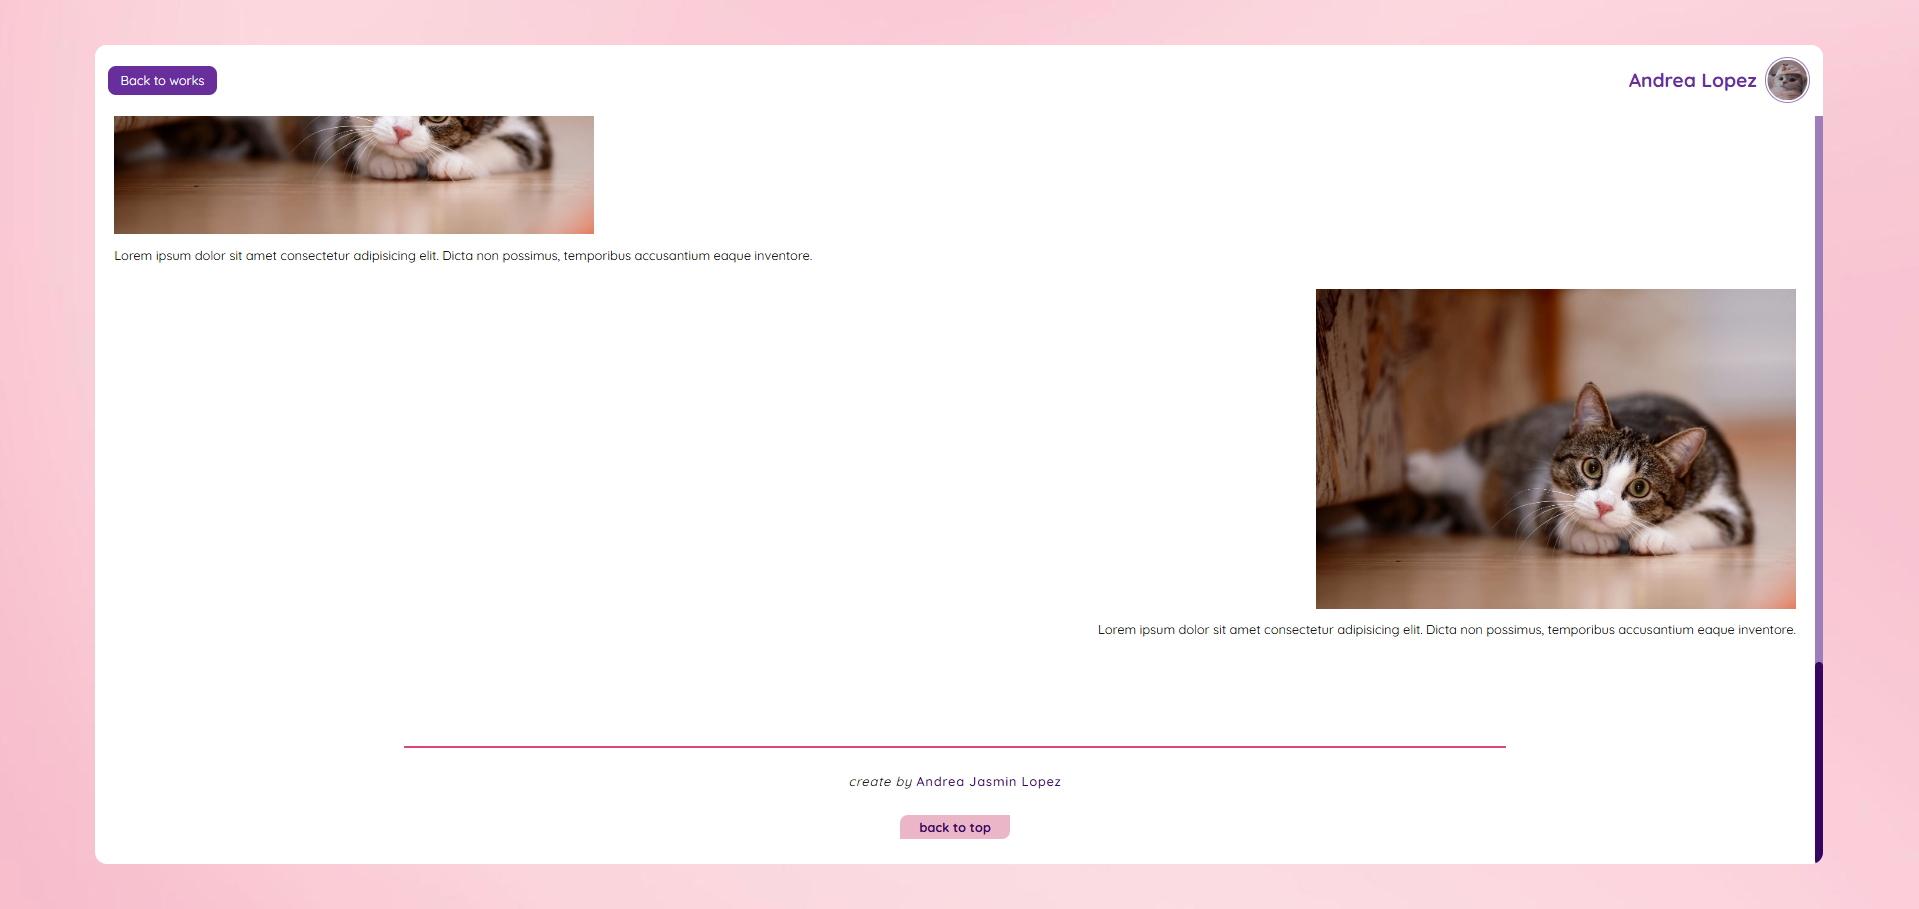 Back to works
Andrea Lopez
Lorem ipsum dolor sit amet consectetur adipisicing elit. Dicta non possimus, temporibus accusantium eaque inventore.
Lorem ipsum dolor sit amet consectetur adipisicing elit. Dicta non possimus, temporibus accusantium eaque inventore.
create by Andrea Jasmin Lopez
back to top